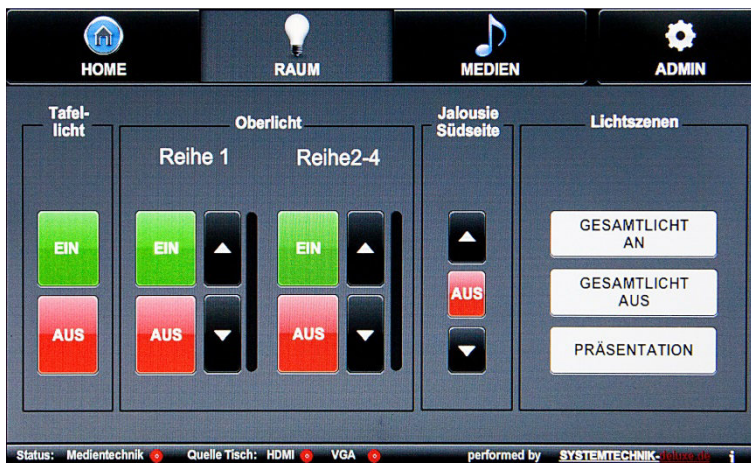 HOME
RAUM
MEDIEN
ADMIN
Tafel-
licht
Oberlicht
Jalousie
Südseite
Lichtszenen
Reihe 1
Reihe2-4
EIN
EIN
EIN
GESAMTLICHT
AN
AUS
GESAMTLICHT
AUS
AUS
AUS
AUS
PRÄSENTATION
Status: Medientechnik Quelle Tisch: HDMI VGA performed by SYSTEMTECHNIK-deluxe.de i